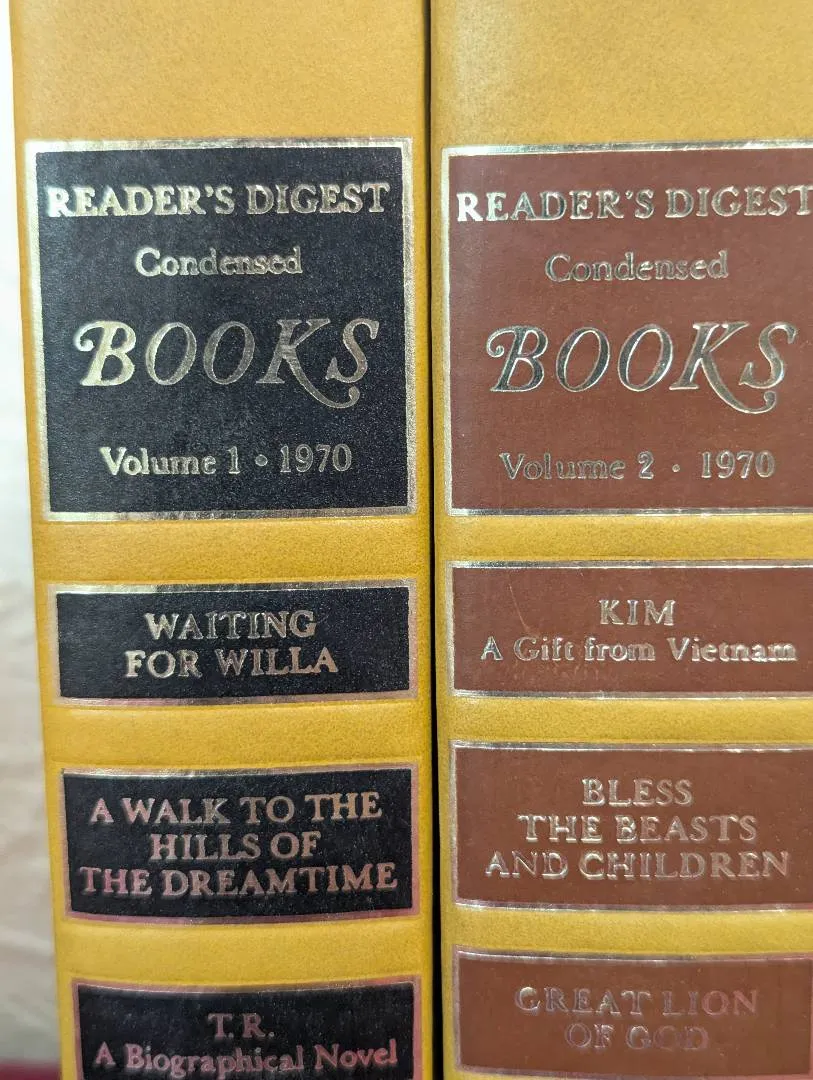 READER'S DIGEST
Condensed
BOOKS
Volume 1 • 1970
WAITING
FOR WILLA
A WALK TO THE
HILLS OF
THE DREAMTIME
T.R.
A Biographical Novel
READER'S DIGEST
Condensed
BOOKS
Volume 2 · 1970
KIM
A Gift from Vietnam
BLESS
THE BEASTS
AND CHILDREN
GREAT LION
OF GOD